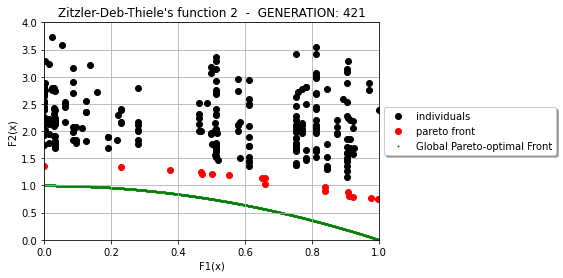 Zitzler-Deb-Thiele's function 2 - GENERATION: 421
4.0
3.5
3.0
2.5
2.0
1.5
1.0
0.5
0.0
F2(x)
0.0 0.2 0.4 0.6 0.8 1.0
F1(x)
individuals
pareto front
Global Pareto-optimal Front